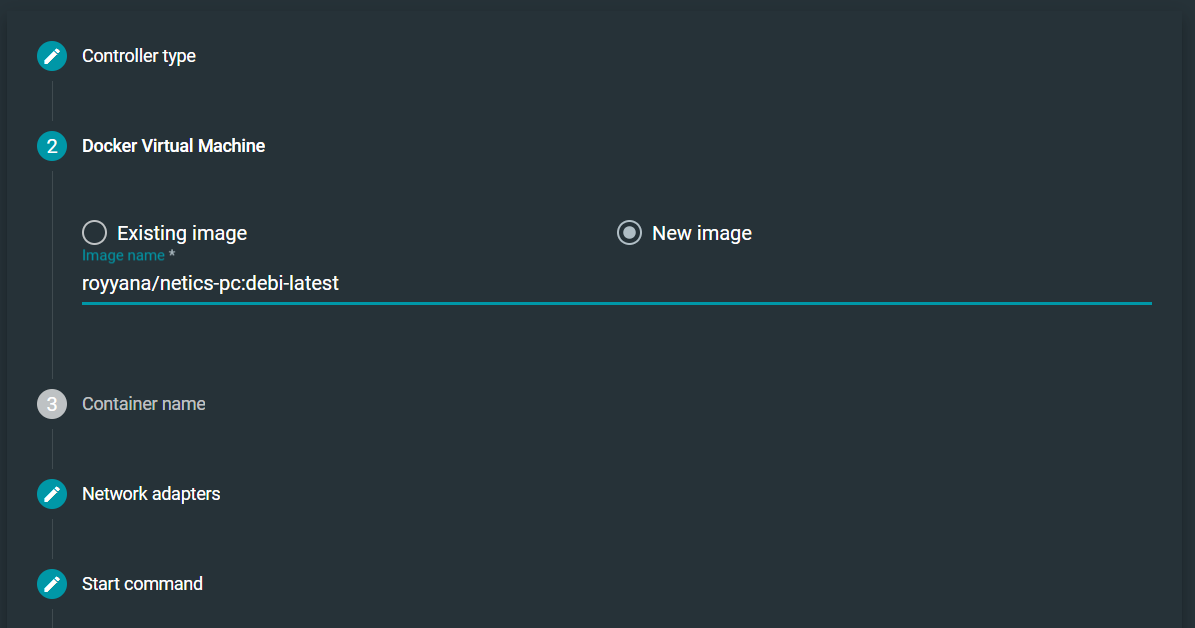 Controller type
2 Docker Virtual Machine
Existing image New image
Image name *
royyana/netics-pc:debi-latest
3 Container name
Network adapters
Start command